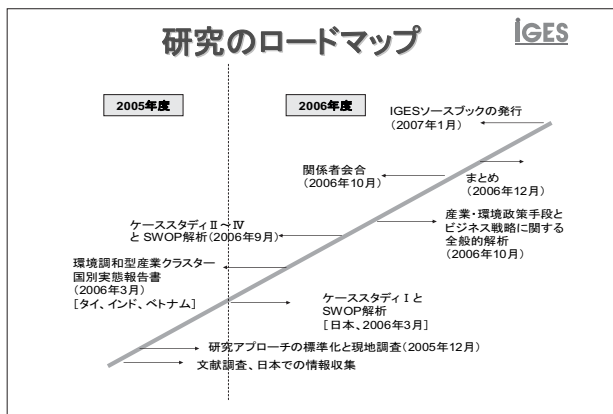 研究のロードマップ
IGES
2005年度
2006年度
IGESソースブックの発行
(2007年1月)
関係者会合
(2006年10月)
まとめ
(2006年12月)
産業・環境政策手段と
ビジネス戦略に関する
全般的解析
(2006年10月)
ケーススタディⅡ～Ⅳ
と SWOP解析(2006年9月)
環境調和型産業クラスター
国別実態報告書
(2006年3月)
[タイ、インド、ベトナム]
ケーススタディⅠと
SWOP解析
[日本、2006年3月]
研究アプローチの標準化と現地調査(2005年12月)
文献調査、日本での情報収集